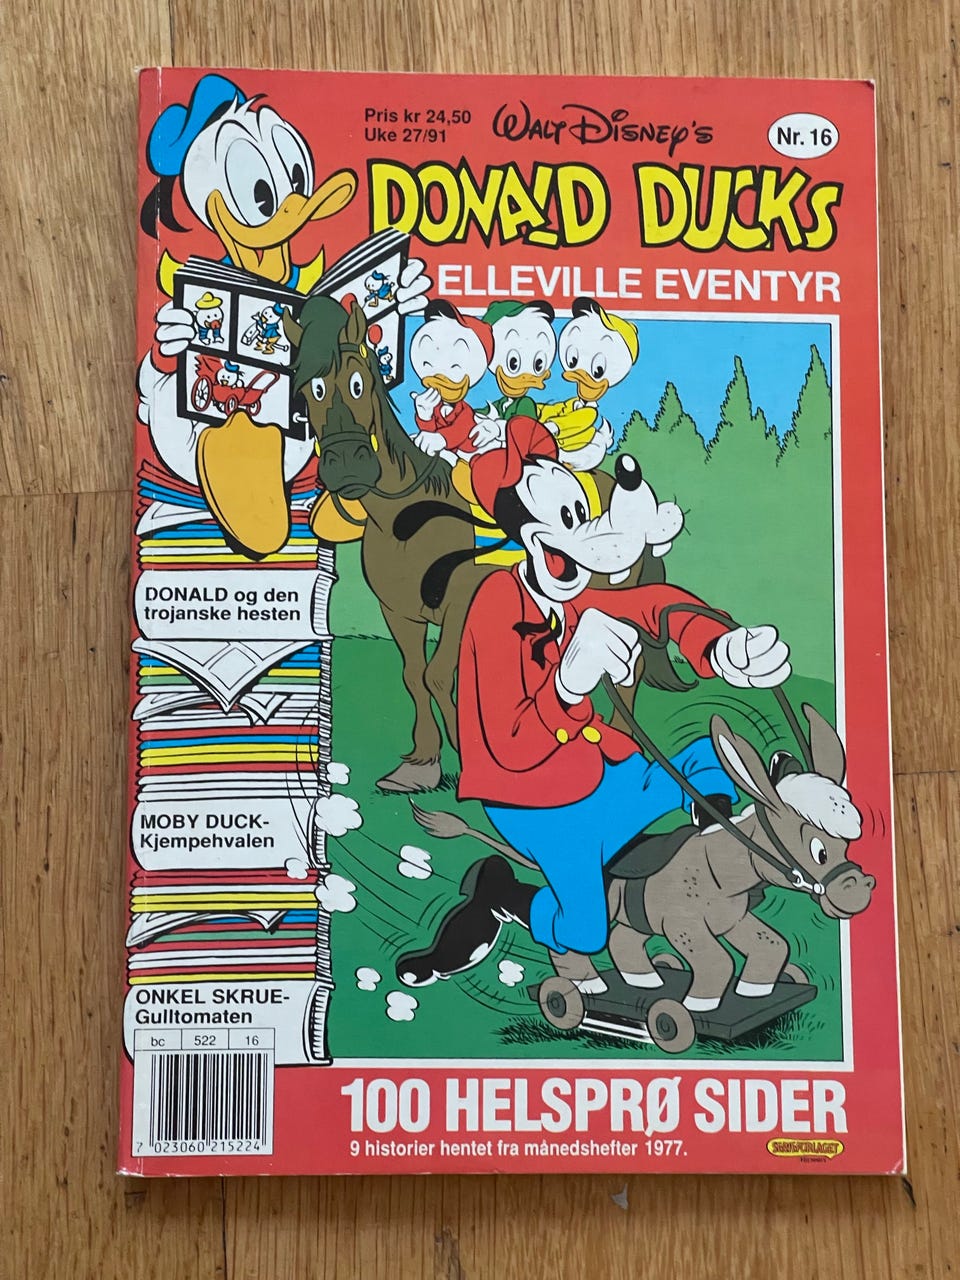 Pris kr 24,50
Uke 27/91
WALT DISNEY'S
Nr. 16
DONALD DUCKS
ELLEVILLE EVENTYR
DONALD og den
trojanske hesten
MOBY DUCK-
Kjempehvalen
ONKEL SKRUE-
Gulltomaten
bc 522 16
7 023060 215224
100 HELSPRØ SIDER
9 historier hentet fra månedshefter 1977.
SERIEFORLAGET